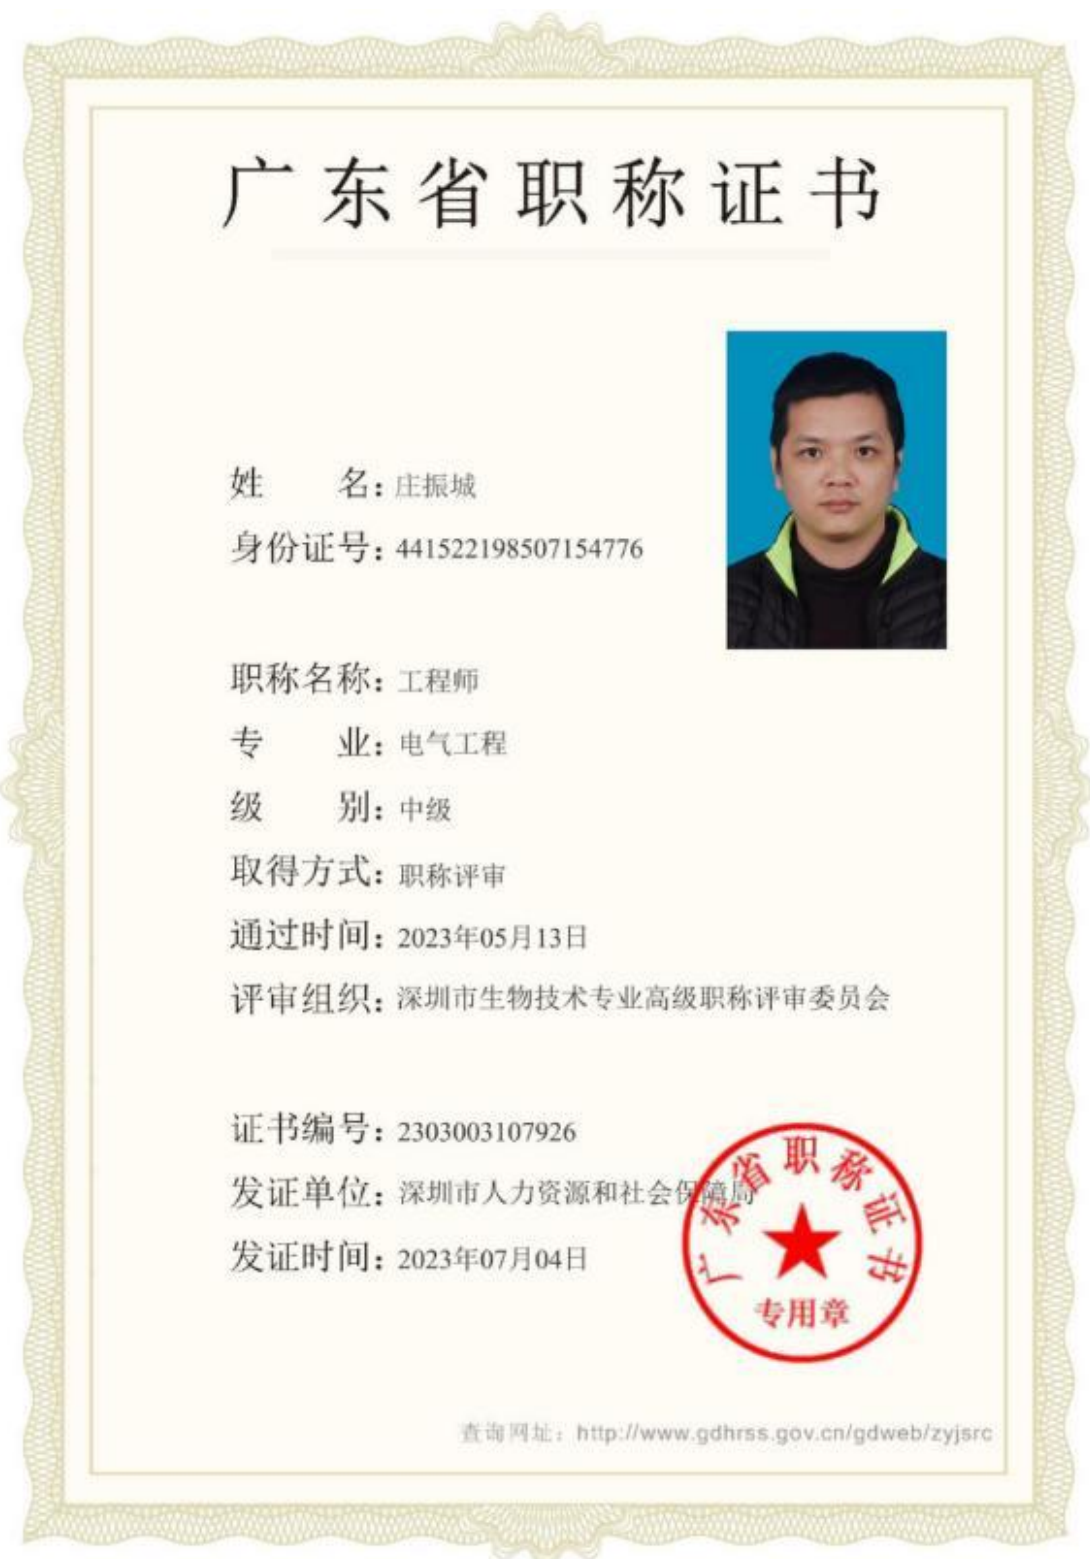 广东省职称证书
姓名：庄振城
身份证号：441522198507154776
职称名称：工程师
专业：电气工程
级别：中级
取得方式：职称评审
通过时间：2023年05月13日
评审组织：深圳市生物技术专业高级职称评审委员会
证书编号：2303003107926
发证单位：深圳市人力资源和社会保障局
发证时间：2023年07月04日
广东省职称证书
专用章
查询网址：http://www.gdhrss.gov.cn/gdweb/zyjsrc